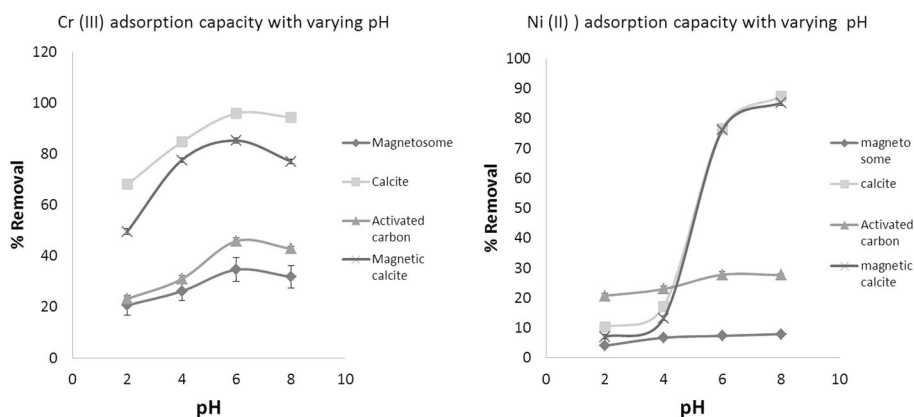 Cr (III) adsorption capacity with varying pH
120
100
80
60
40
20
0
0 2 4 6 8 10
% Removal
pH
Magnetosome
Calcite
Activated
carbon
Magnetic
calcite
Ni (II) ) adsorption capacity with varying pH
100
90
80
70
60
50
40
30
20
10
0
0 2 4 6 8 10
% Removal
pH
magneto
some
calcite
Activated
carbon
magnetic
calcite